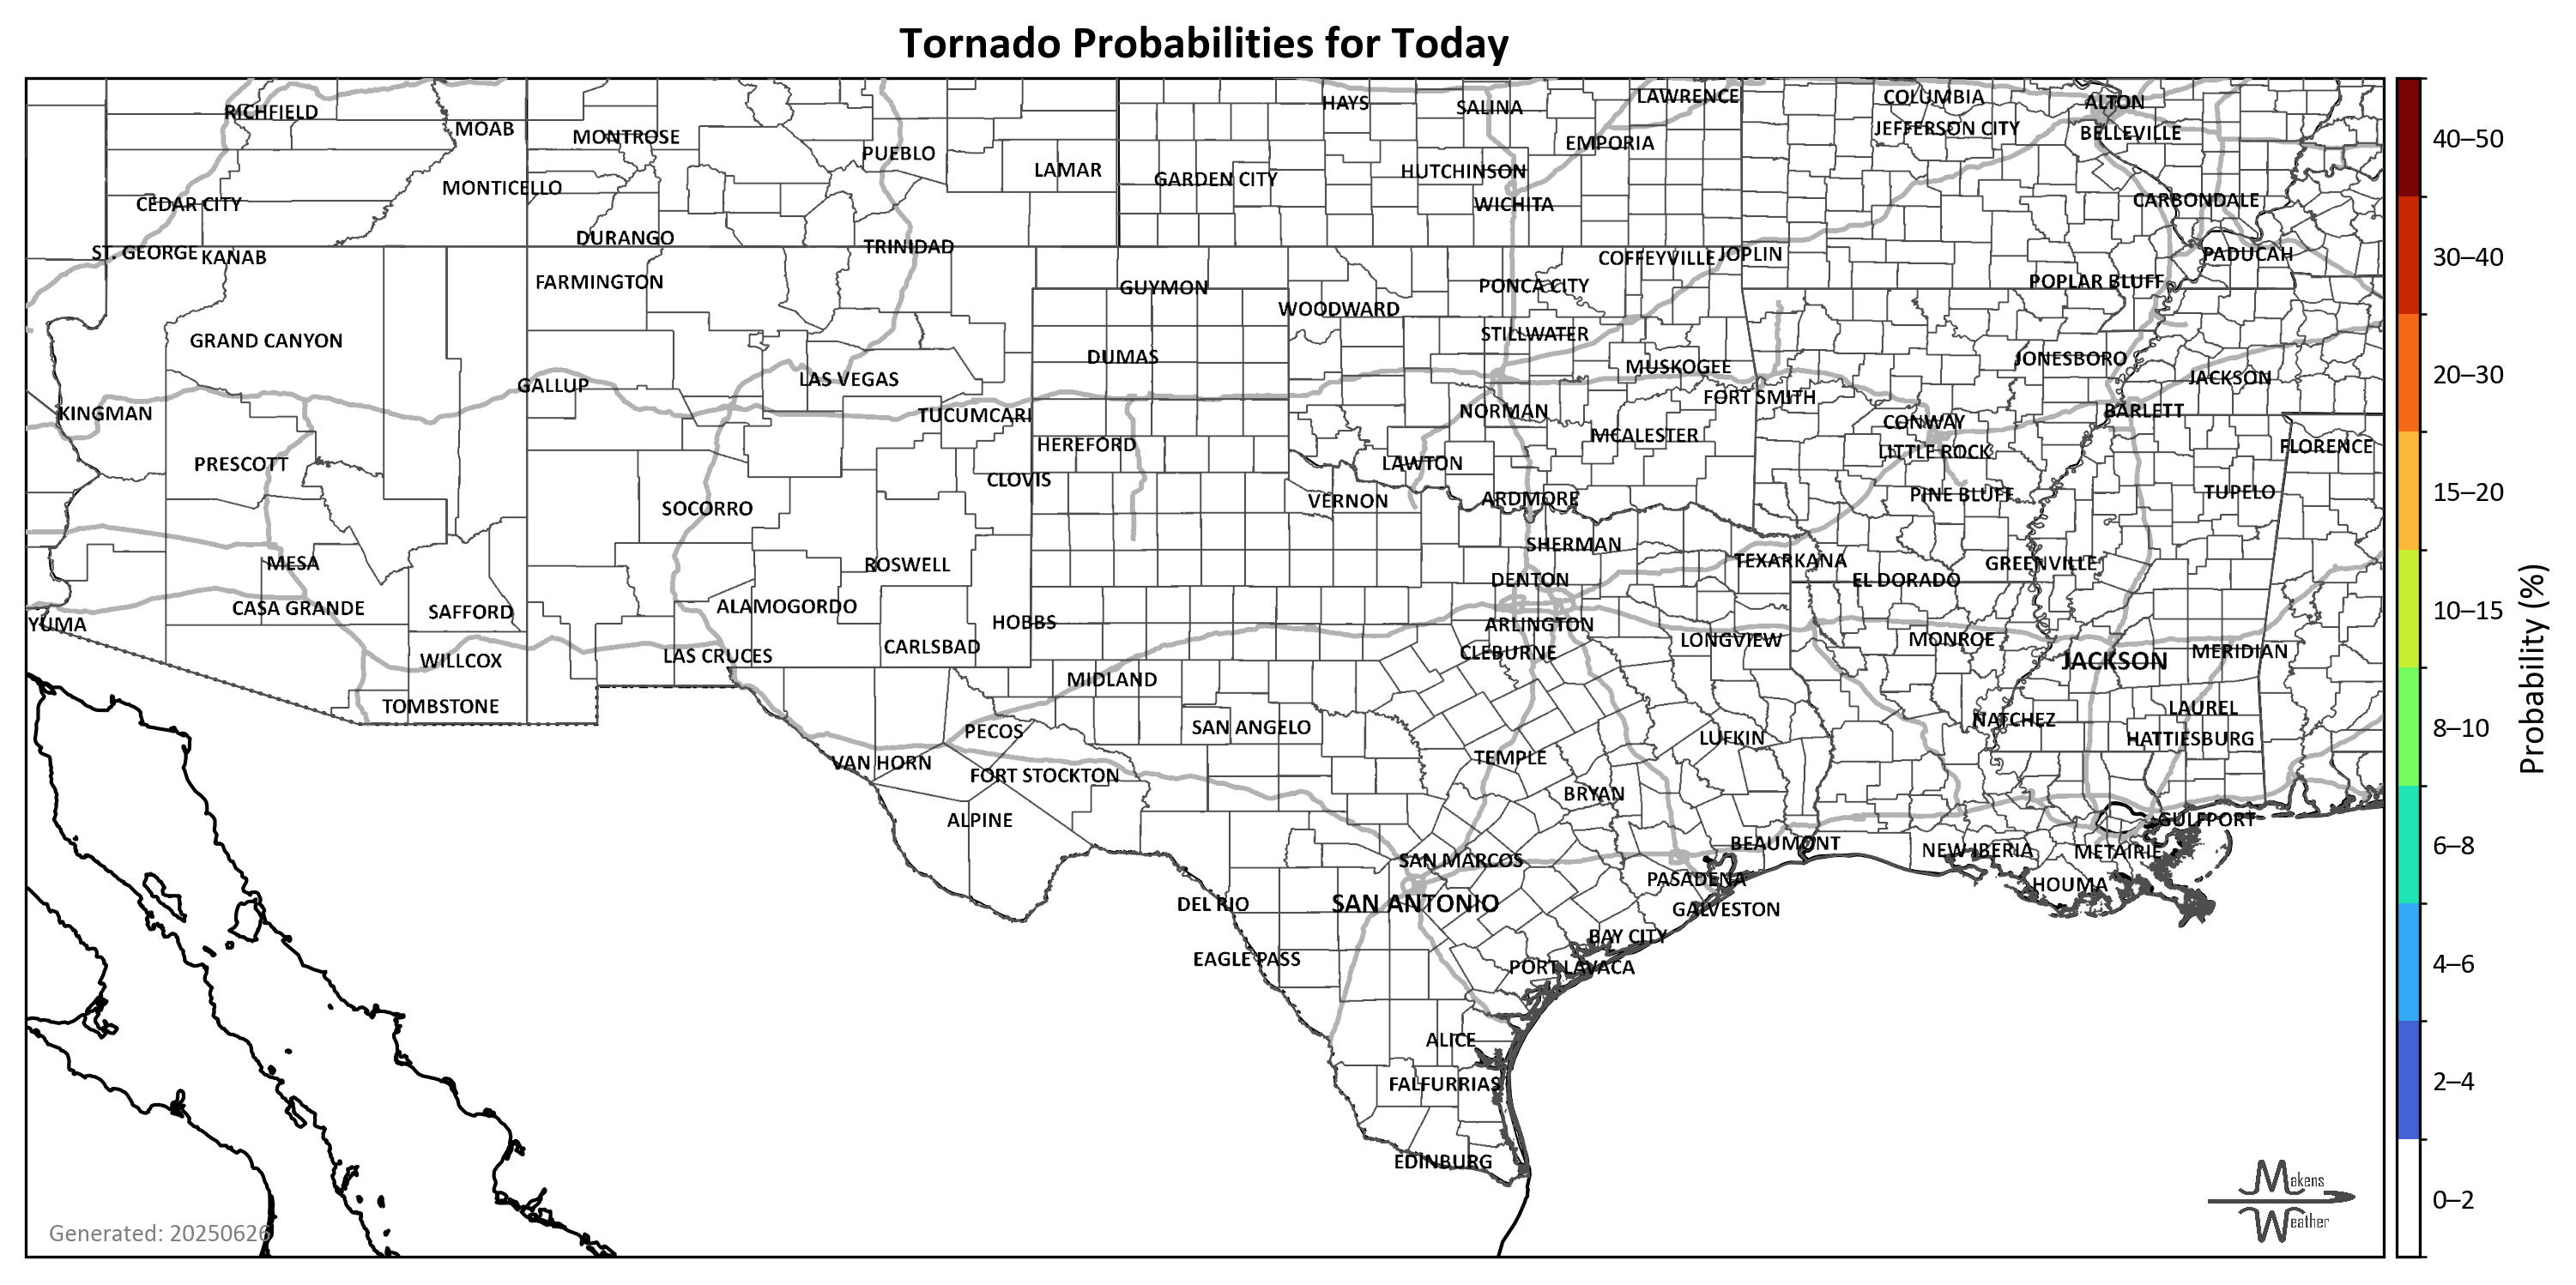 Tornado Probabilities for Today
RICHFIELD
MOAB
MONTROSE
PUEBLO
LAMAR
HAYS
SALINA
LAWRENCE
COLUMBIA
ALTON
EMPORIA
JEFFERSON CITY
BELLEVILLE
MONTICELLO
GARDEN CITY
HUTCHINSON
CEDAR CITY
WICHITA
CARBONDALE
DURANGO
TRINIDAD
ST. GEORGE
KANAB
COFFEYVILLE
JOPLIN
PADUCAH
FARMINGTON
GUYMON
PONCA CITY
POPLAR BLUFF
WOODWARD
GRAND CANYON
STILLWATER
DUMAS
MUSKOGEE
JONESBORO
GALLUP
LAS VEGAS
JACKSON
KINGMAN
TUCUMCARI
NORMAN
FORT SMITH
BARLETT
CONWAY
HEREFORD
MCALESTER
LITTLE ROCK
FLORENCE
PRESCOTT
CLOVIS
LAWTON
SOCORRO
VERNON
ARDMORE
PINE BLUFF
TUPELO
MESA
ROSWELL
SHERMAN
TEXARKANA
GREENVILLE
DENTON
EL DORADO
CASA GRANDE
SAFFORD
ALAMOGORDO
HOBBS
YUMA
ARLINGTON
CARLSBAD
LONGVIEW
MONROE
WILLCOX
LAS CRUCES
CLEBURNE
JACKSON
MERIDIAN
MIDLAND
TOMBSTONE
PECOS
SAN ANGELO
LUFKIN
NATCHEZ
LAUREL
HATTIESBURG
VAN HORN
FORT STOCKTON
TEMPLE
BRYAN
ALPINE
GULFPORT
SAN MARCOS
BEAUMONT
NEW IBERIA
METAIRIE
PASADENA
HOUMA
DEL RIO
SAN ANTONIO
GALVESTON
BAY CITY
EAGLE PASS
PORT LAVACA
ALICE
FALFURRIAS
EDINBURG
Generated: 20250626
Makens
Weather
40–50
30–40
20–30
15–20
10–15
8–10
6–8
4–6
2–4
0–2
Probability (%)